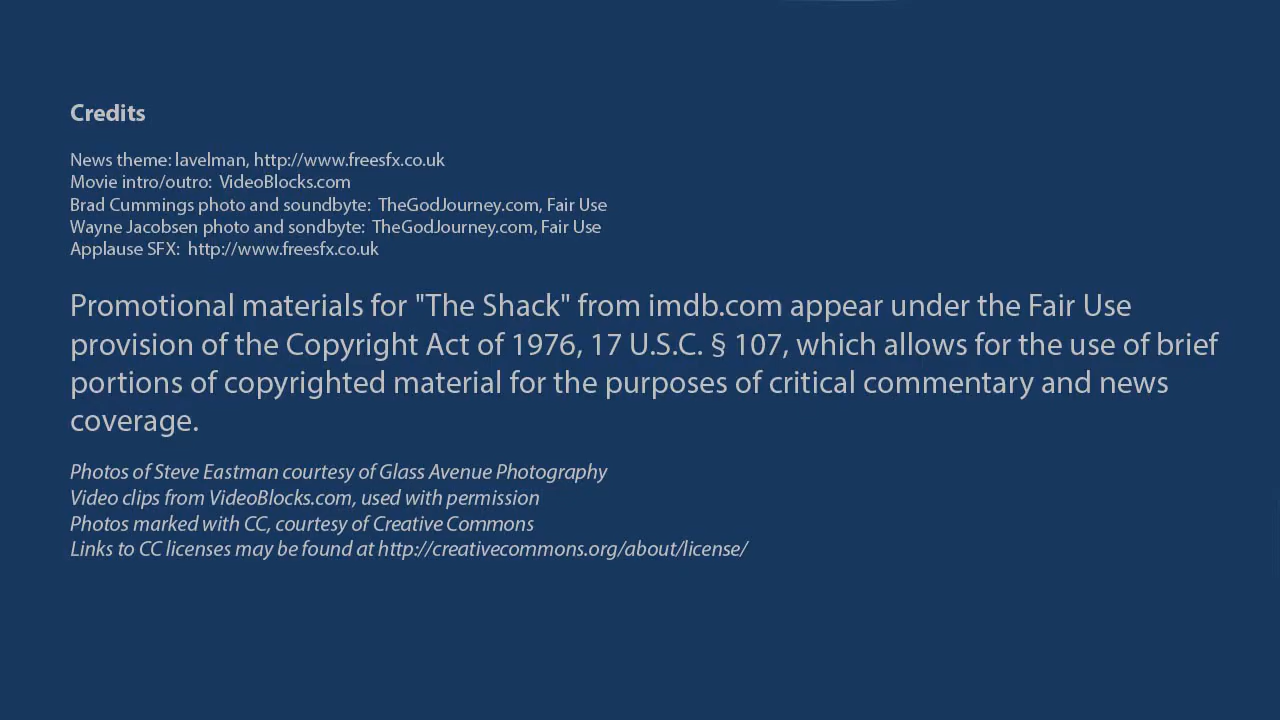 Credits
News theme: lavelman, http://www.freesfx.co.uk
Movie intro/outro:  VideoBlocks.com
Brad Cummings photo and soundbyte:  TheGodJourney.com, Fair Use
Wayne Jacobsen photo and sondbyte:  TheGodJourney.com, Fair Use
Applause SFX:  http://www.freesfx.co.uk
Promotional materials for "The Shack" from imdb.com appear under the Fair Use
provision of the Copyright Act of 1976, 17 U.S.C. § 107, which allows for the use of brief
portions of copyrighted material for the purposes of critical commentary and news
coverage.
Photos of Steve Eastman courtesy of Glass Avenue Photography
Video clips from VideoBlocks.com, used with permission
Photos marked with CC, courtesy of Creative Commons
Links to CC licenses may be found at http://creativecommons.org/about/license/